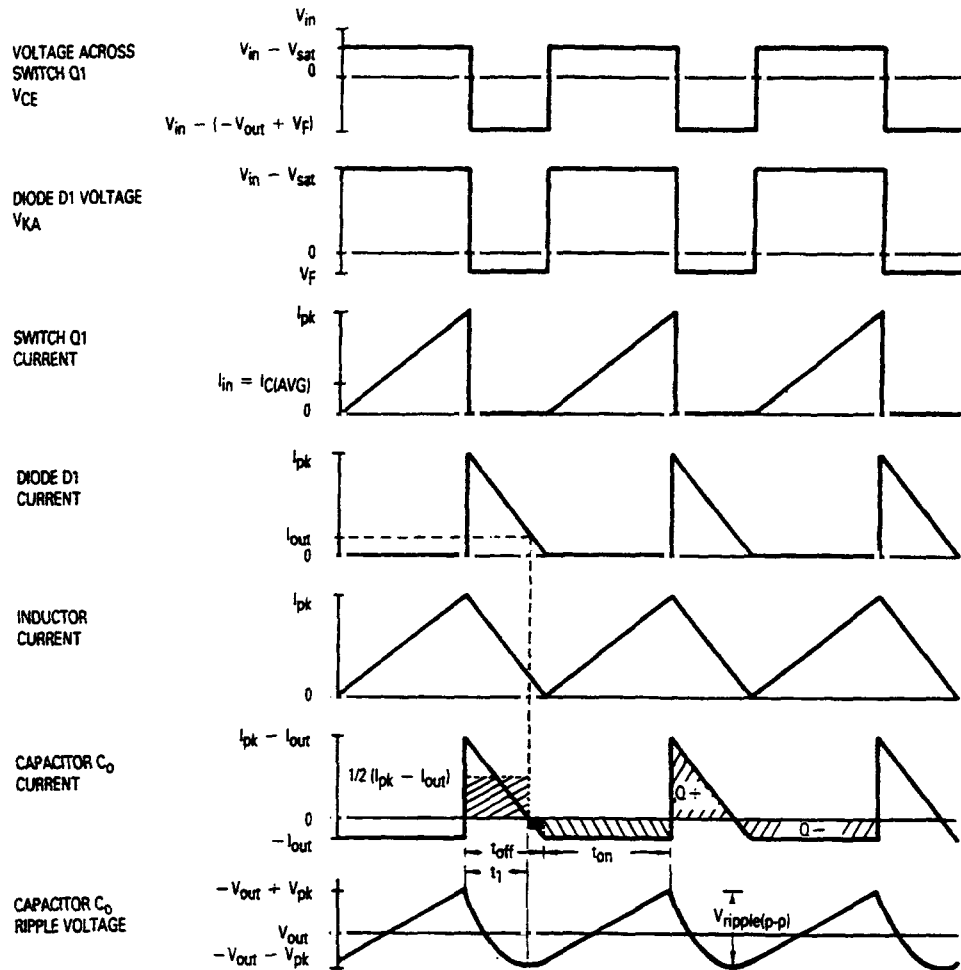 V_in
VOLTAGE ACROSS
SWITCH Q1
V_CE
V_in − V_sat
0
V_in − (−V_out + V_F)
DIODE D1 VOLTAGE
V_KA
V_in − V_sat
0
V_F
SWITCH Q1
CURRENT
I_pk
I_in = I_C(AVG)
0
DIODE D1
CURRENT
I_pk
I_out
0
INDUCTOR
CURRENT
I_pk
0
CAPACITOR C_O
CURRENT
I_pk − I_out
1/2 (I_pk − I_out)
0
−I_out
Q +
Q −
t_off
t_on
t_1
CAPACITOR C_O
RIPPLE VOLTAGE
−V_out + V_pk
V_out
−V_out − V_pk
V_ripple(p-p)